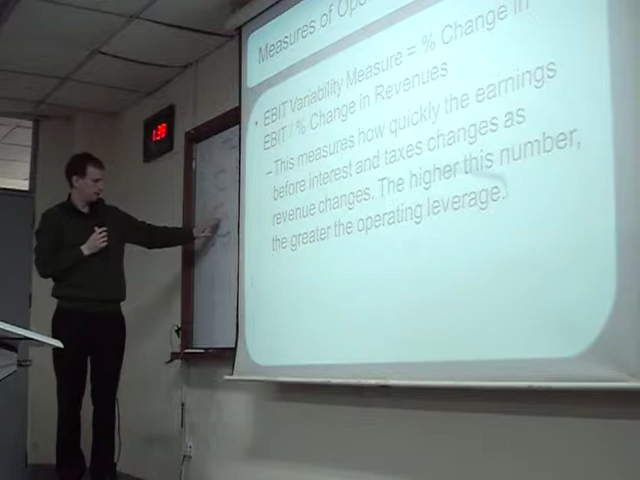 Measures of
EBIT Variability Measure = % Change in
EBIT / % Change in Revenues
– This measures how quickly the earnings
before interest and taxes changes as
revenue changes. The higher this number,
the greater the operating leverage.